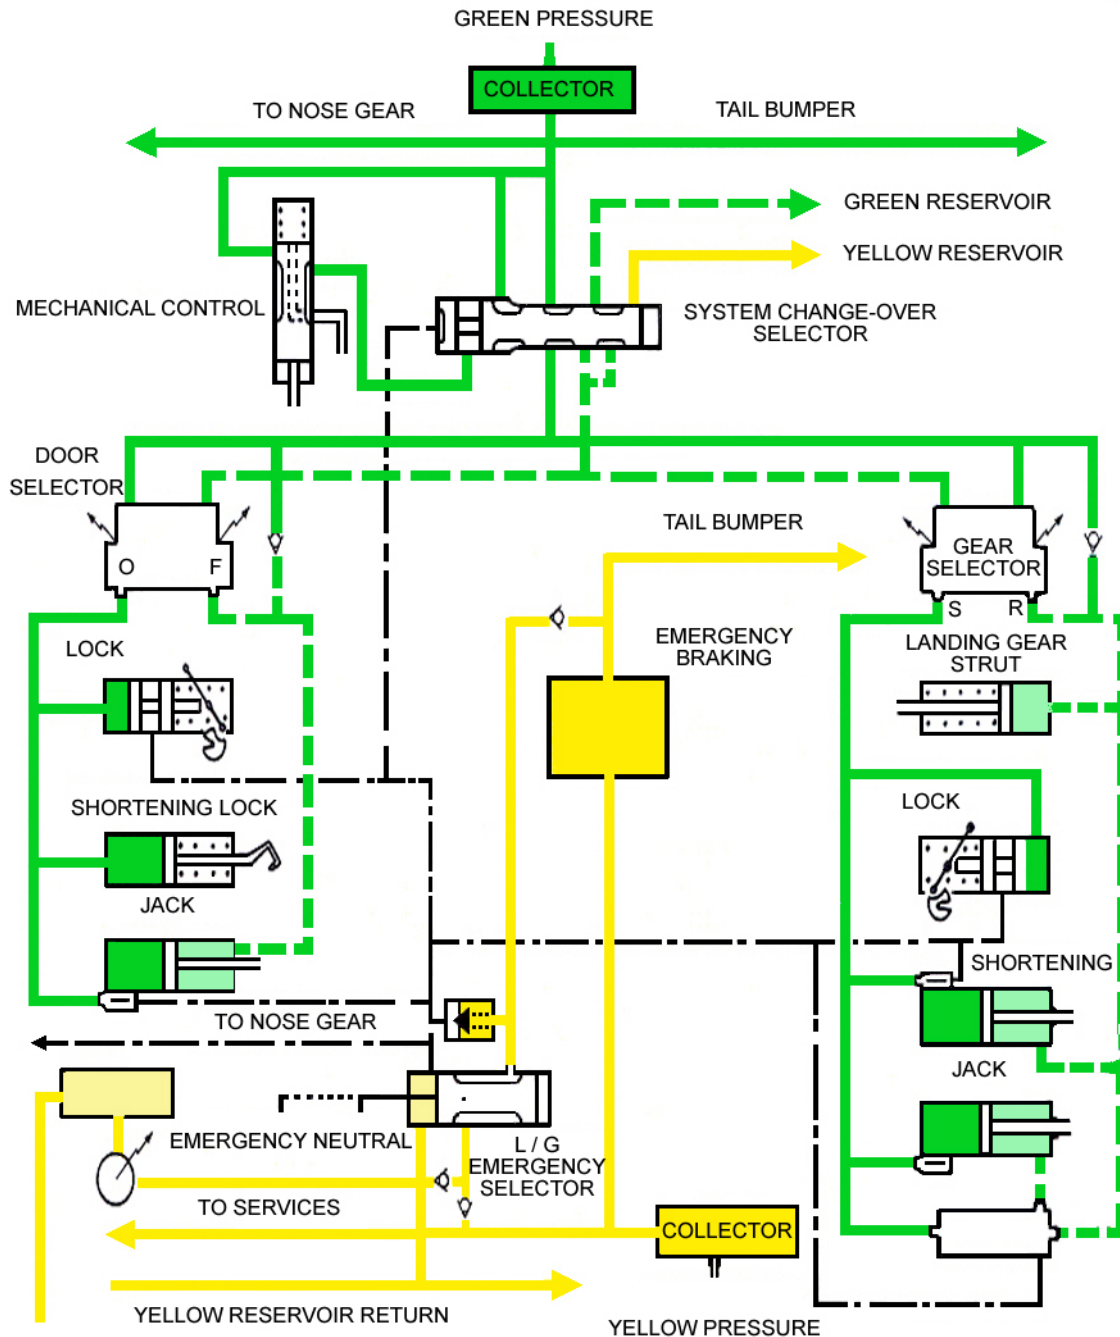 GREEN PRESSURE
COLLECTOR
TO NOSE GEAR
TAIL BUMPER
GREEN RESERVOIR
YELLOW RESERVOIR
MECHANICAL CONTROL
SYSTEM CHANGE-OVER
SELECTOR
DOOR
SELECTOR
O
F
TAIL BUMPER
GEAR
SELECTOR
S
R
LOCK
EMERGENCY
BRAKING
LANDING GEAR
STRUT
SHORTENING LOCK
LOCK
JACK
SHORTENING
TO NOSE GEAR
JACK
EMERGENCY NEUTRAL
L / G
EMERGENCY
SELECTOR
TO SERVICES
COLLECTOR
YELLOW RESERVOIR RETURN
YELLOW PRESSURE